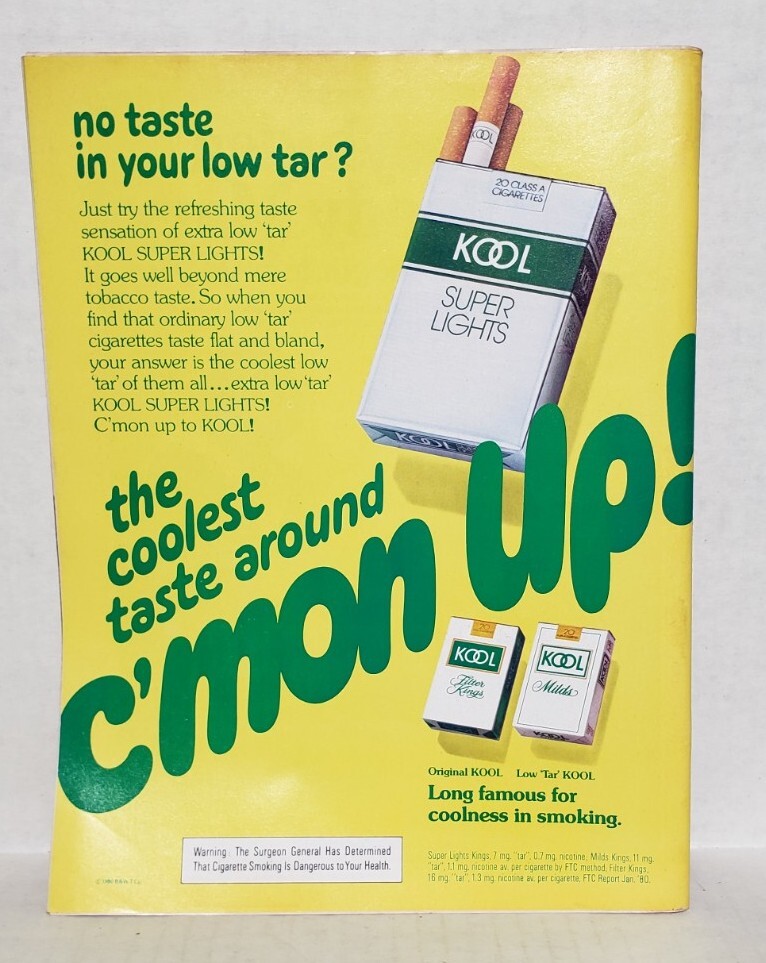 no taste
in your low tar?
Just try the refreshing taste
sensation of extra low ‘tar’
KOOL SUPER LIGHTS!
It goes well beyond mere
tobacco taste. So when you
find that ordinary low ‘tar’
cigarettes taste flat and bland,
your answer is the coolest low
‘tar’ of them all...extra low ‘tar’
KOOL SUPER LIGHTS!
C'mon up to KOOL!
KOOL
20 CLASS A
CIGARETTES
KOOL
SUPER
LIGHTS
KOOL
the
coolest
taste around
c'mon up!
20
KOOL
Filter
Kings
20
KOOL
Milds
KOOL
KOOL
Original KOOL Low ‘Tar’ KOOL
Long famous for
coolness in smoking.
Warning: The Surgeon General Has Determined
That Cigarette Smoking Is Dangerous to Your Health.
Super Lights Kings, 7 mg. "tar", 0.7 mg. nicotine; Milds Kings, 11 mg.
"tar", 1.1 mg. nicotine av. per cigarette by FTC method; Filter Kings,
16 mg. "tar", 1.3 mg. nicotine av. per cigarette, FTC Report Jan. '80.